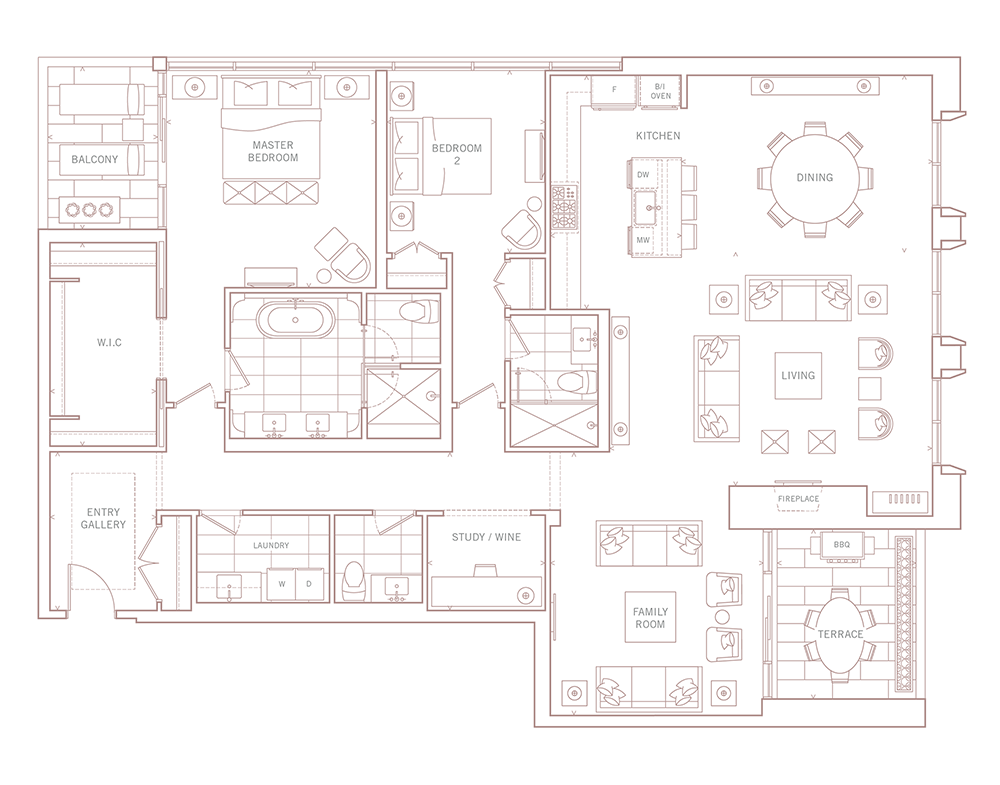 F
B/I
OVEN
KITCHEN
MASTER
BEDROOM
BEDROOM
2
BALCONY
DW
DINING
MW
W.I.C
LIVING
FIREPLACE
ENTRY
GALLERY
STUDY / WINE
LAUNDRY
BBQ
W
D
FAMILY
ROOM
TERRACE